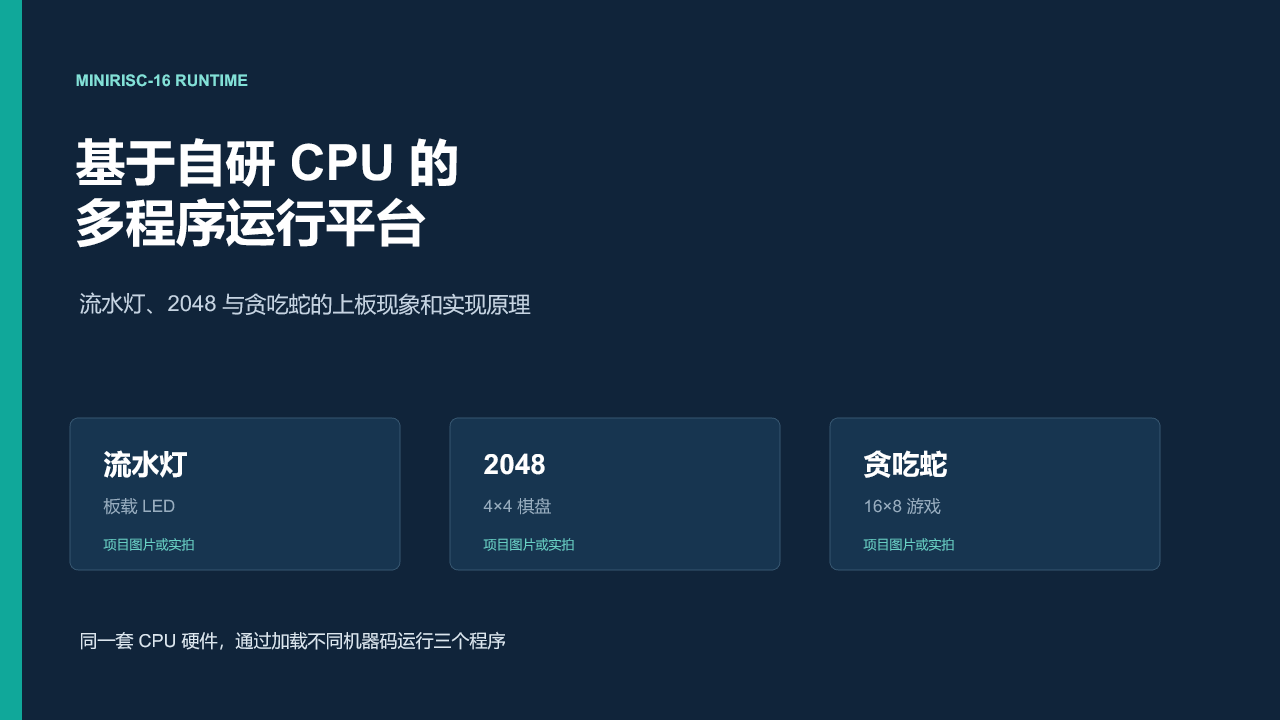 MINIRISC-16 RUNTIME
基于自研 CPU 的
多程序运行平台
流水灯、2048 与贪吃蛇的上板现象和实现原理
流水灯
板载 LED
项目图片或实拍
2048
4×4 棋盘
项目图片或实拍
贪吃蛇
16×8 游戏
项目图片或实拍
同一套 CPU 硬件，通过加载不同机器码运行三个程序